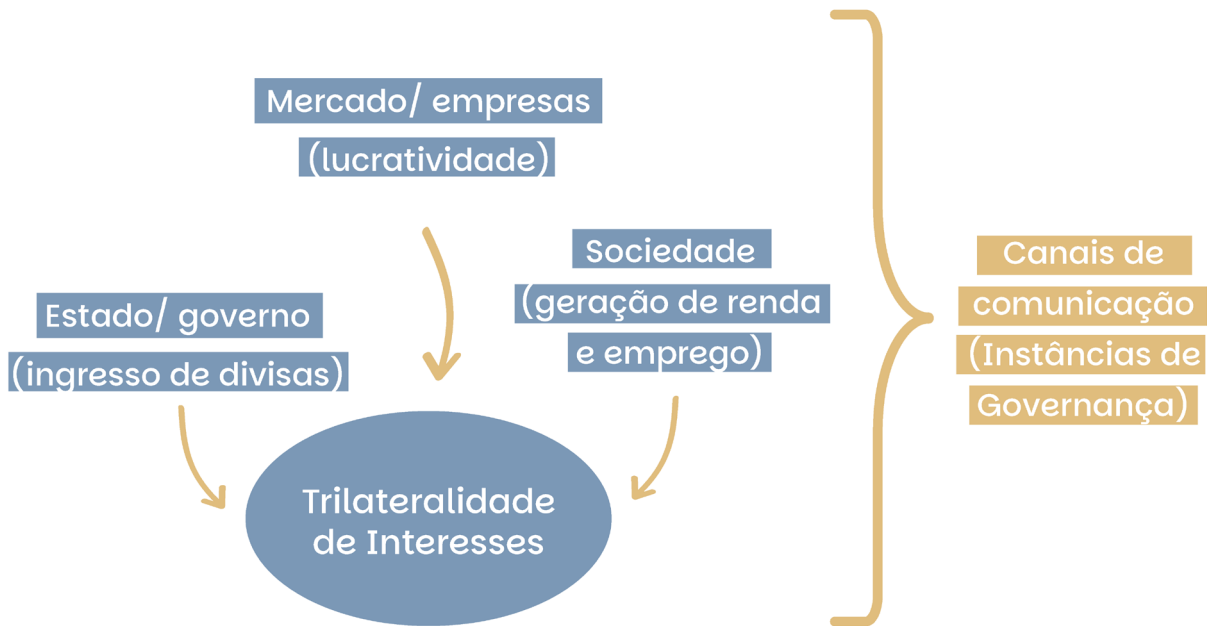 Mercado/ empresas
(lucratividade)
Estado/ governo
(ingresso de divisas)
Sociedade
(geração de renda
e emprego)
Trilateralidade
de Interesses
Canais de
comunicação
(Instâncias de
Governança)